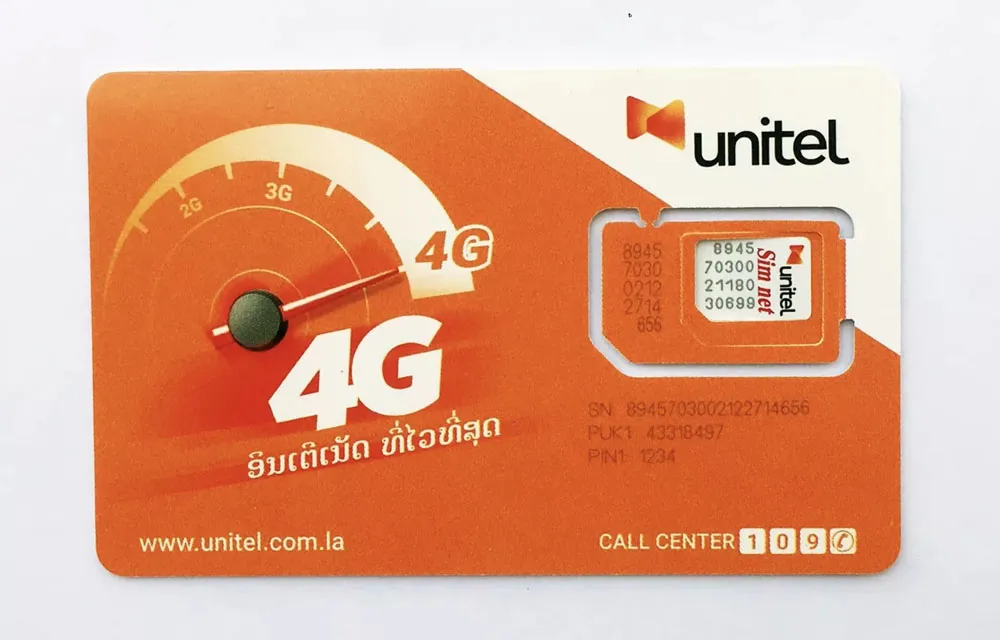 unitel
2G
3G
4G
4G
ອິນເຕີເນັດ ທີ່ໄວທີ່ສຸດ
8945
7030
0212
2714
656
8945
70300
21180
30699
Sim net
unitel
SN 8945703002122714656
PUK1 43318497
PIN1 1234
www.unitel.com.la
CALL CENTER 109